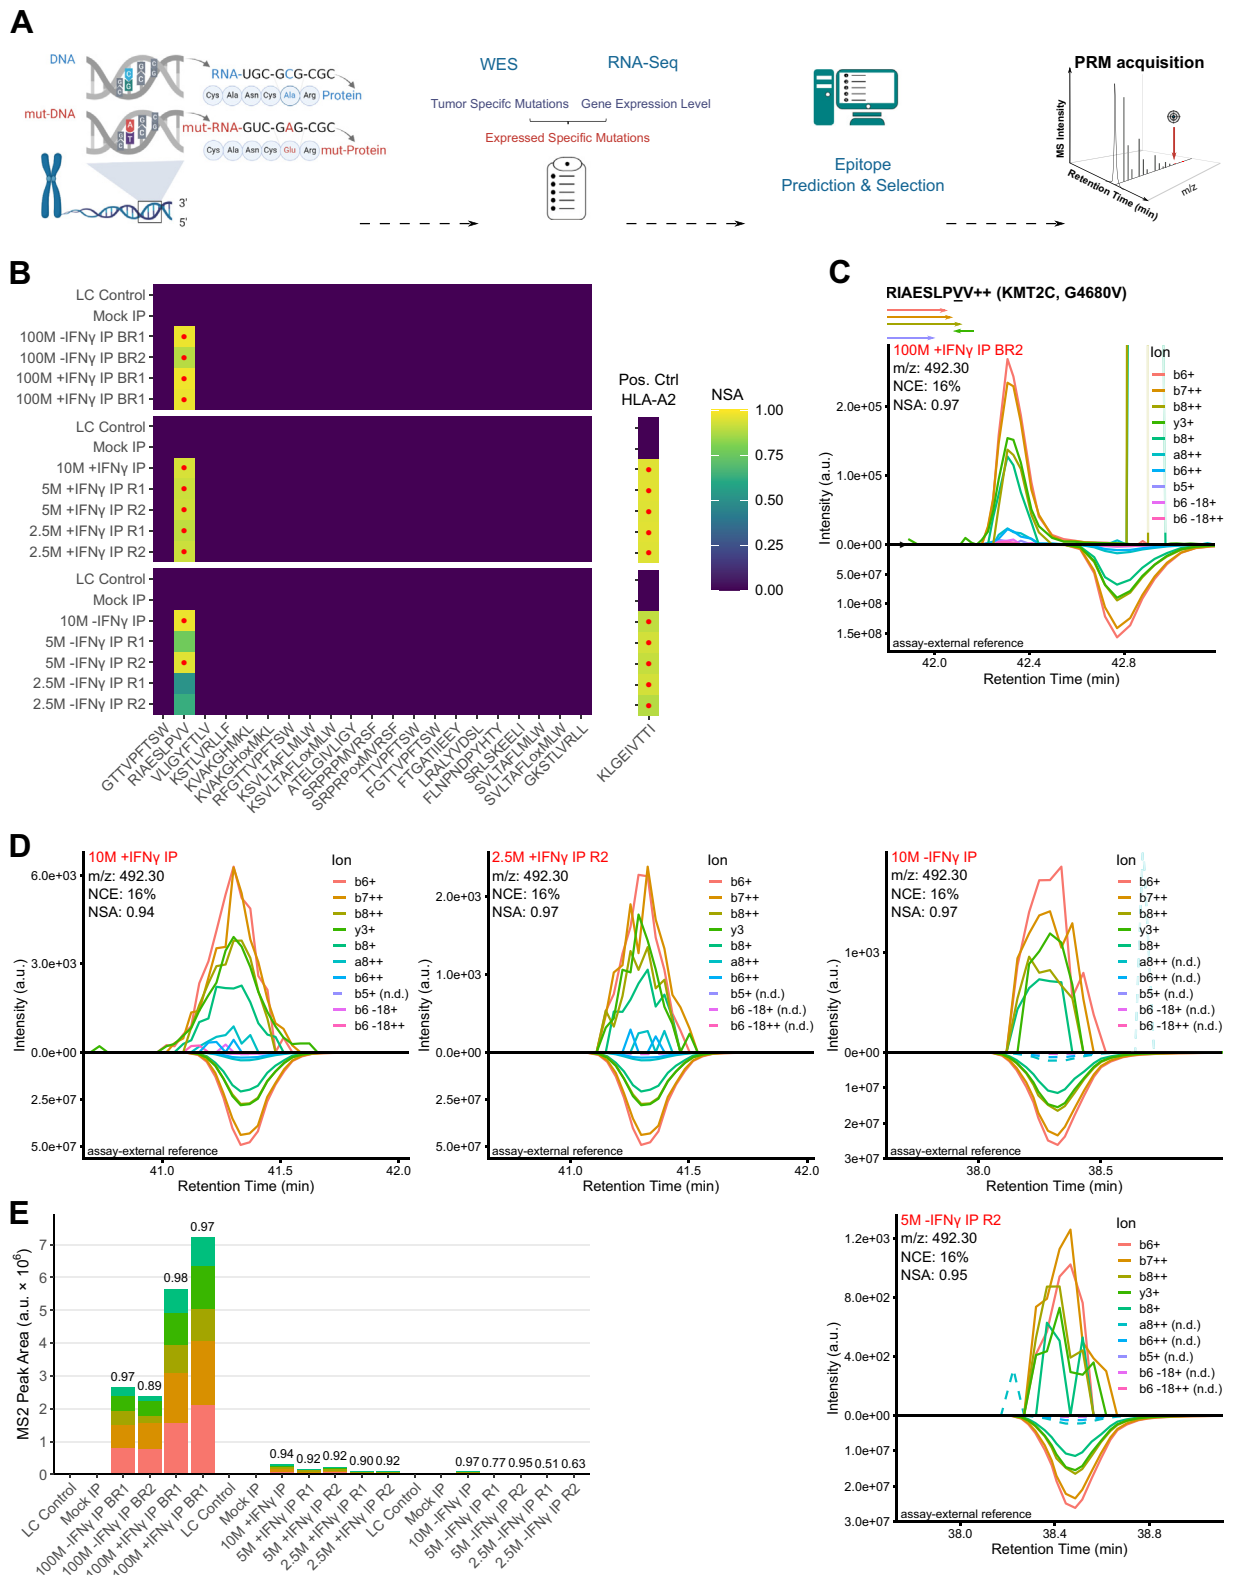 A
DNA
RNA-UGC-GCG-CGC
Cys Ala Asn Cys Ala Arg Protein
mut-DNA
mut-RNA-GUC-GAG-CGC
Cys Ala Asn Cys Glu Arg mut-Protein
3'
5'
WES
RNA-Seq
Tumor Specifc Mutations
Gene Expression Level
Expressed Specific Mutations
Epitope
Prediction & Selection
PRM acquisition
MS Intensity
Retention Time (min)
m/z
B
LC Control
Mock IP
100M -IFNγ IP BR1
100M -IFNγ IP BR2
100M +IFNγ IP BR1
100M +IFNγ IP BR1
LC Control
Mock IP
10M +IFNγ IP
5M +IFNγ IP R1
5M +IFNγ IP R2
2.5M +IFNγ IP R1
2.5M +IFNγ IP R2
LC Control
Mock IP
10M -IFNγ IP
5M -IFNγ IP R1
5M -IFNγ IP R2
2.5M -IFNγ IP R1
2.5M -IFNγ IP R2
GTTVPFTSW
RIAESLPVV
VLIGYFTLV
KSTLVRLLF
KVAKGHMKL
KVAKGHoxMKL
RFGTTVPFTSW
KSVLTAFLMLW
KSVLTAFLoxMLW
ATELGIVLIGY
SRPRPMVRSF
SRPRPoxMVRSF
TTVPFTSW
FGTTVPFTSW
FTGATIIEEY
LRALYVDSL
FLNPNDPYHTY
SRLSKEELI
SVLTAFLMLW
SVLTAFLoxMLW
GKSTLVRLL
Pos. Ctrl
HLA-A2
KLGEIVTTI
NSA
1.00
0.75
0.50
0.25
0.00
C
RIAESLPVV++ (KMT2C, G4680V)
100M +IFNγ IP BR2
m/z: 492.30
NCE: 16%
NSA: 0.97
Ion
b6+
b7++
b8++
y3+
b8+
a8++
b6++
b5+
b6 -18+
b6 -18++
Intensity (a.u.)
2.0e+05
1.0e+05
0.0e+00
5.0e+07
1.0e+08
1.5e+08
assay-external reference
42.0 42.4 42.8
Retention Time (min)
D
10M +IFNγ IP
m/z: 492.30
NCE: 16%
NSA: 0.94
Ion
b6+
b7++
b8++
y3+
b8+
a8++
b6++
b5+ (n.d.)
b6 -18+
b6 -18++
Intensity (a.u.)
6.0e+03
3.0e+03
0.0e+00
2.5e+07
5.0e+07
assay-external reference
41.0 41.5 42.0
Retention Time (min)
2.5M +IFNγ IP R2
m/z: 492.30
NCE: 16%
NSA: 0.97
Ion
b6+
b7++
b8++
y3
b8+
a8++
b6++
b5+ (n.d.)
b6 -18+ (n.d.)
b6 -18++ (n.d.)
Intensity (a.u.)
2.0e+03
1.0e+03
0.0e+00
2.5e+07
5.0e+07
assay-external reference
41.0 41.5 42.0
Retention Time (min)
10M -IFNγ IP
m/z: 492.30
NCE: 16%
NSA: 0.97
Ion
b6+
b7++
b8++
y3+
b8+
a8++ (n.d.)
b6++ (n.d.)
b5+ (n.d.)
b6 -18+ (n.d.)
b6 -18++ (n.d.)
Intensity (a.u.)
1e+03
0e+00
1e+07
2e+07
3e+07
assay-external reference
38.0 38.5
Retention Time (min)
5M -IFNγ IP R2
m/z: 492.30
NCE: 16%
NSA: 0.95
Ion
b6+
b7++
b8++
y3+
b8+
a8++ (n.d.)
b6++ (n.d.)
b5+ (n.d.)
b6 -18+ (n.d.)
b6 -18++ (n.d.)
Intensity (a.u.)
1.2e+03
8.0e+02
4.0e+02
0.0e+00
1.0e+07
2.0e+07
3.0e+07
assay-external reference
38.0 38.4 38.8
Retention Time (min)
E
MS2 Peak Area (a.u. × 10⁶)
7
6
5
4
3
2
1
0
0.97 0.89 0.98 0.97 0.94 0.92 0.92 0.90 0.92 0.97 0.77 0.95 0.51 0.63
LC Control
Mock IP
100M -IFNγ IP BR1
100M -IFNγ IP BR2
100M +IFNγ IP BR1
100M +IFNγ IP BR1
LC Control
Mock IP
10M +IFNγ IP
5M +IFNγ IP R1
5M +IFNγ IP R2
2.5M +IFNγ IP R1
2.5M +IFNγ IP R2
LC Control
Mock IP
10M -IFNγ IP
5M -IFNγ IP R1
5M -IFNγ IP R2
2.5M -IFNγ IP R1
2.5M -IFNγ IP R2